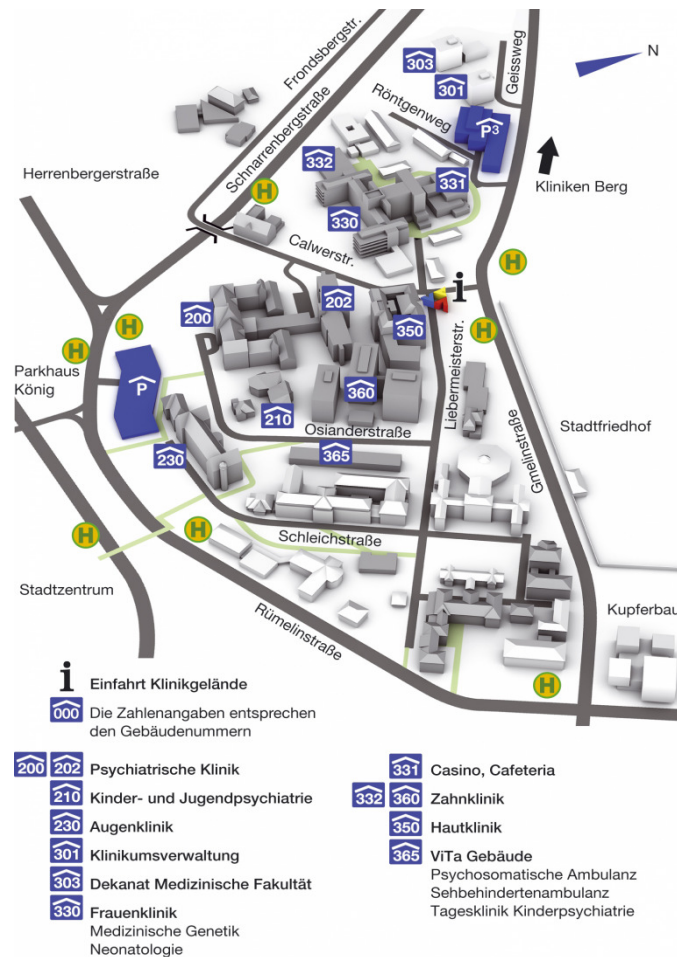 Frondsbergstr.
303
301
Geissweg
N
Röntgenweg
P3
Schnarrenbergstraße
332
331
Herrenbergerstraße
H
Kliniken Berg
330
Calwerstr.
H
i
200
202
350
H
H
H
Liebermeisterstr.
Parkhaus
König
P
360
210
Osianderstraße
Gmelinstraße
Stadtfriedhof
230
365
H
H
Schleichstraße
Stadtzentrum
Rümelinstraße
Kupferbau
H
i Einfahrt Klinikgelände
000 Die Zahlenangaben entsprechen
den Gebäudenummern
200 202 Psychiatrische Klinik
210 Kinder- und Jugendpsychiatrie
230 Augenklinik
301 Klinikumsverwaltung
303 Dekanat Medizinische Fakultät
330 Frauenklinik
Medizinische Genetik
Neonatologie
331 Casino, Cafeteria
332 360 Zahnklinik
350 Hautklinik
365 ViTa Gebäude
Psychosomatische Ambulanz
Sehbehindertenambulanz
Tagesklinik Kinderpsychiatrie